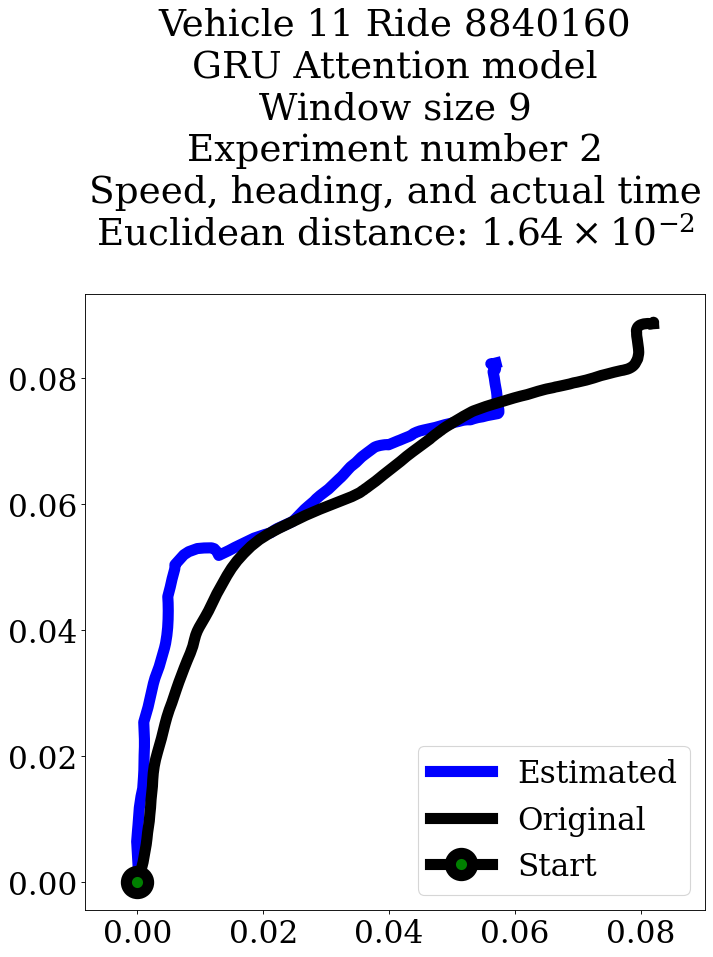 Vehicle 11 Ride 8840160
GRU Attention model
Window size 9
Experiment number 2
Speed, heading, and actual time
Euclidean distance: 1.64 × 10⁻²
0.08
0.06
0.04
0.02
0.00
Estimated
Original
Start
0.00 0.02 0.04 0.06 0.08